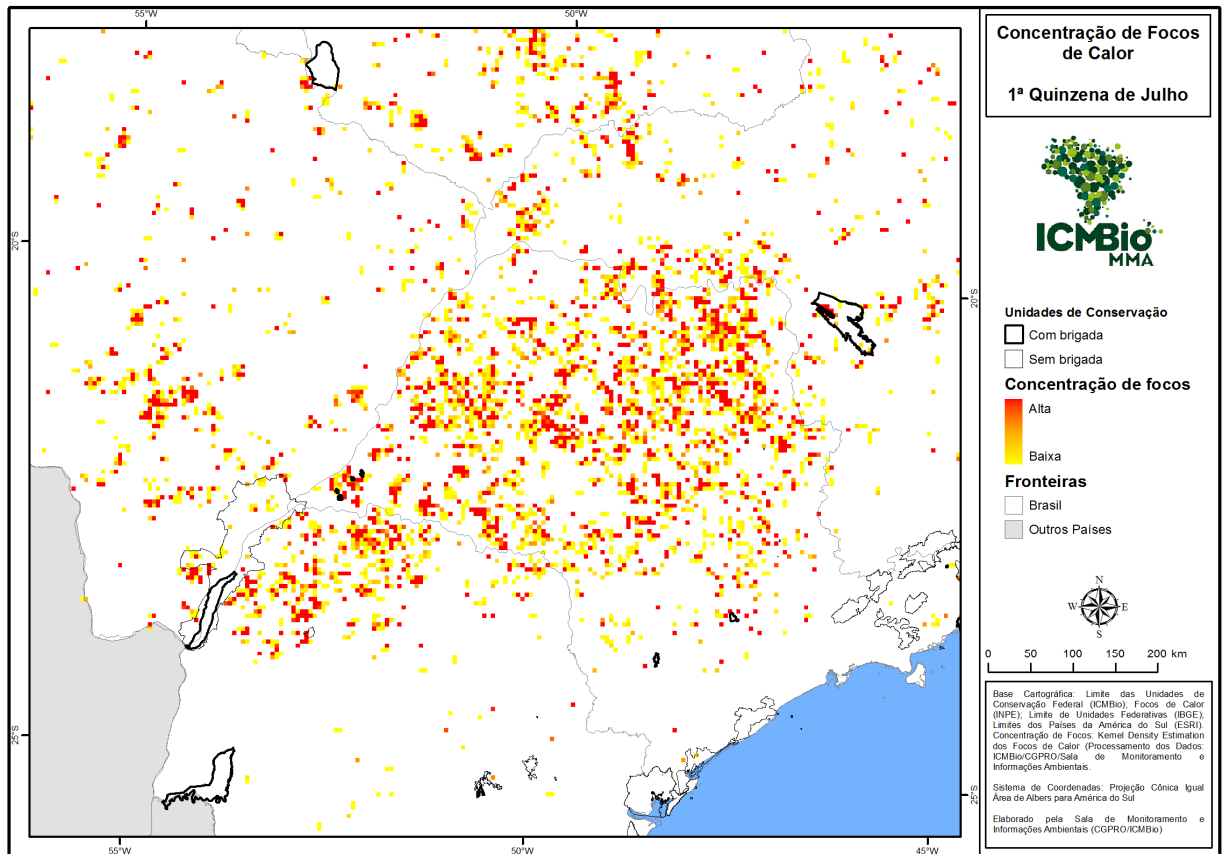 55°W
50°W
20°S
20°S
25°S
25°S
55°W
50°W
45°W
Concentração de Focos
de Calor
1ª Quinzena de Julho
ICMBio
MMA
Unidades de Conservação
Com brigada
Sem brigada
Concentração de focos
Alta
Baixa
Fronteiras
Brasil
Outros Países
N
W
E
S
0 50 100 150 200 km
Base Cartográfica: Limite das Unidades de
Conservação Federal (ICMBio); Focos de Calor
(INPE); Limite de Unidades Federativas (IBGE);
Limites dos Países da América do Sul (ESRI).
Concentração de Focos: Kernel Density Estimation
dos Focos de Calor (Processamento dos Dados:
ICMBio/CGPRO/Sala de Monitoramento e
Informações Ambientais.
Sistema de Coordenadas: Projeção Cônica Igual
Área de Albers para América do Sul
Elaborado pela Sala de Monitoramento e
Informações Ambientais (CGPRO/ICMBio)